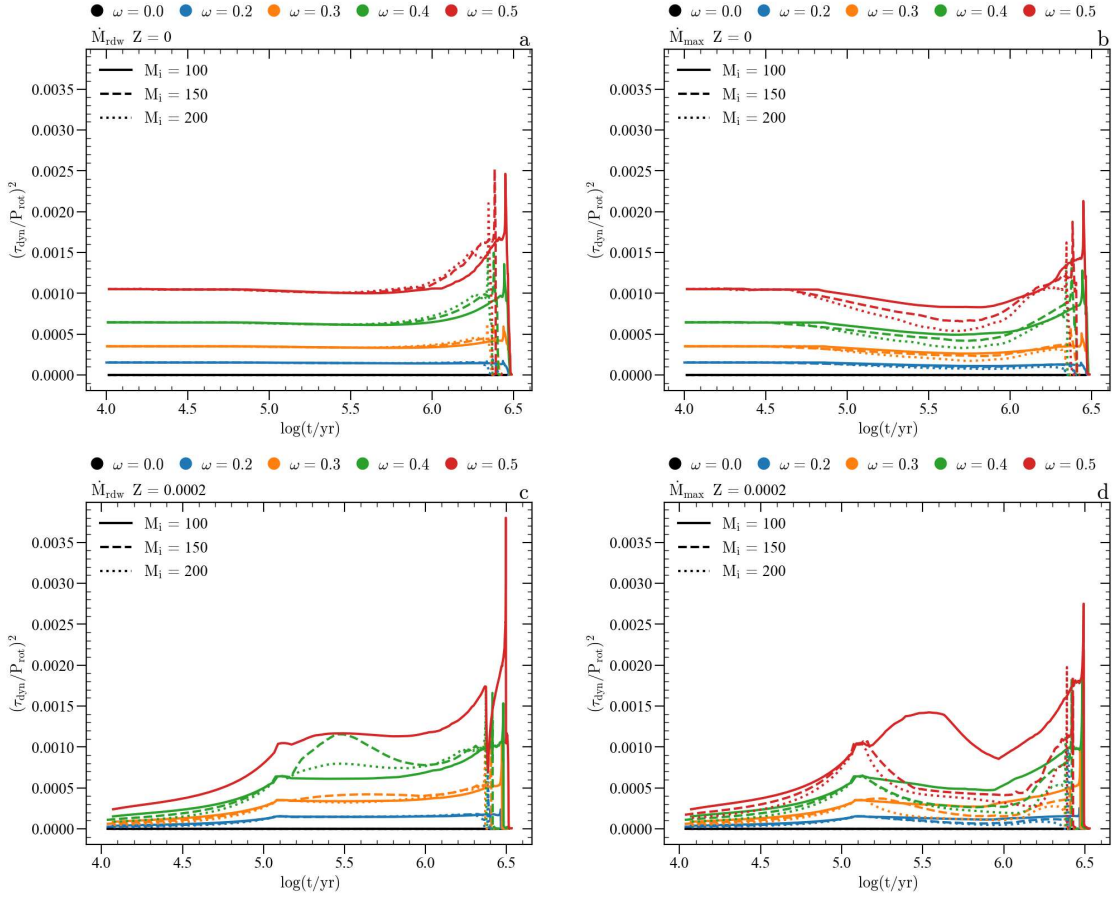 ω = 0.0 ω = 0.2 ω = 0.3 ω = 0.4 ω = 0.5
Ṁrdw Z = 0 a
Mi = 100
Mi = 150
Mi = 200
0.0035
0.0030
0.0025
0.0020
0.0015
0.0010
0.0005
0.0000
(τdyn/Prot)²
4.0 4.5 5.0 5.5 6.0 6.5
log(t/yr)
ω = 0.0 ω = 0.2 ω = 0.3 ω = 0.4 ω = 0.5
Ṁmax Z = 0 b
Mi = 100
Mi = 150
Mi = 200
0.0035
0.0030
0.0025
0.0020
0.0015
0.0010
0.0005
0.0000
(τdyn/Prot)²
4.0 4.5 5.0 5.5 6.0 6.5
log(t/yr)
ω = 0.0 ω = 0.2 ω = 0.3 ω = 0.4 ω = 0.5
Ṁrdw Z = 0.0002 c
Mi = 100
Mi = 150
Mi = 200
0.0035
0.0030
0.0025
0.0020
0.0015
0.0010
0.0005
0.0000
(τdyn/Prot)²
4.0 4.5 5.0 5.5 6.0 6.5
log(t/yr)
ω = 0.0 ω = 0.2 ω = 0.3 ω = 0.4 ω = 0.5
Ṁmax Z = 0.0002 d
Mi = 100
Mi = 150
Mi = 200
0.0035
0.0030
0.0025
0.0020
0.0015
0.0010
0.0005
0.0000
(τdyn/Prot)²
4.0 4.5 5.0 5.5 6.0 6.5
log(t/yr)